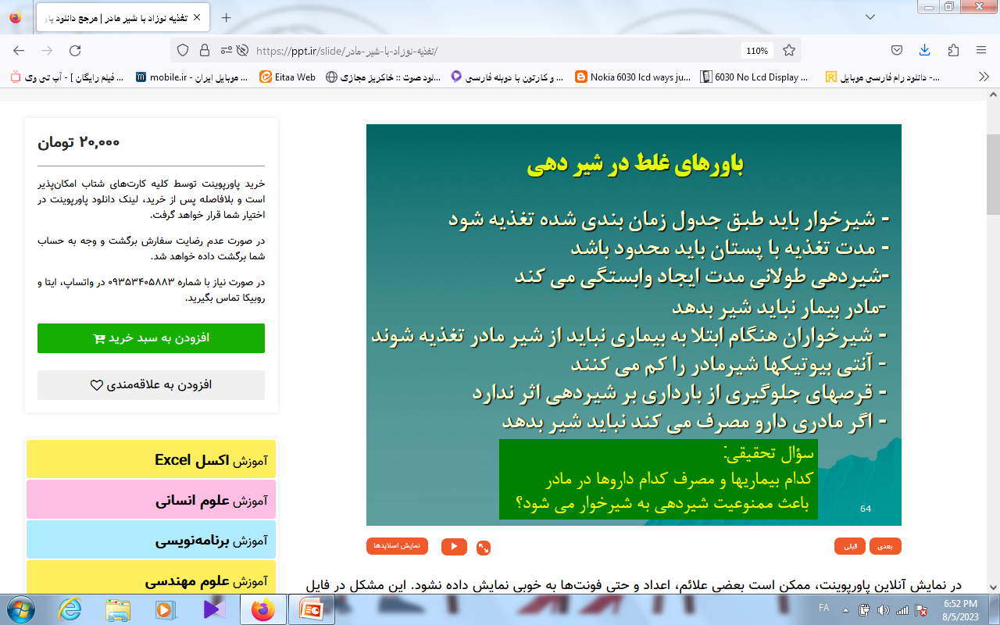 تغذیه نوزاد با شیر مادر | مرجع دانلود پاو
https://ppt.ir/slide/تغذیه-نوزاد-با-شیر-مادر/
110%
فیلم رایگان ] - آپ تی وی ...
mobile.ir - موبایل ایران ...
Eitaa Web
لود صوت :: خاکریز مجازی...
و کارتون با دوبله فارسی...
Nokia 6030 lcd ways ju...
6030 No Lcd Display ...
- دانلود رام فارسی موبایل...
۲۰,۰۰۰ تومان
خرید پاورپوینت توسط کلیه کارت‌های شتاب امکان‌پذیر
است و بلافاصله پس از خرید، لینک دانلود پاورپوینت در
اختیار شما قرار خواهد گرفت.
در صورت عدم رضایت سفارش برگشت و وجه به حساب
شما برگشت داده خواهد شد.
در صورت نیاز با شماره ۰۹۳۵۳۴۰۵۸۸۳ در واتساپ، ایتا و
روبیکا تماس بگیرید.
افزودن به سبد خرید
افزودن به علاقه‌مندی
آموزش اکسل Excel
آموزش علوم انسانی
آموزش برنامه‌نویسی
آموزش علوم مهندسی
باورهای غلط در شیر دهی
- شیرخوار باید طبق جدول زمان بندی شده تغذیه شود
- مدت تغذیه با پستان باید محدود باشد
-شیردهی طولانی مدت ایجاد وابستگی می کند
-مادر بیمار نباید شیر بدهد
- شیرخواران هنگام ابتلا به بیماری نباید از شیر مادر تغذیه شوند
- آنتی بیوتیکها شیرمادر را کم می کنند
- قرصهای جلوگیری از بارداری بر شیردهی اثر ندارد
- اگر مادری دارو مصرف می کند نباید شیر بدهد
سؤال تحقیقی:
کدام بیماریها و مصرف کدام داروها در مادر
باعث ممنوعیت شیردهی به شیرخوار می شود؟
64
نمایش اسلایدها
قبلی
بعدی
در نمایش آنلاین پاورپوینت، ممکن است بعضی علائم، اعداد و حتی فونت‌ها به خوبی نمایش داده نشود. این مشکل در فایل
FA
6:52 PM
8/5/2023